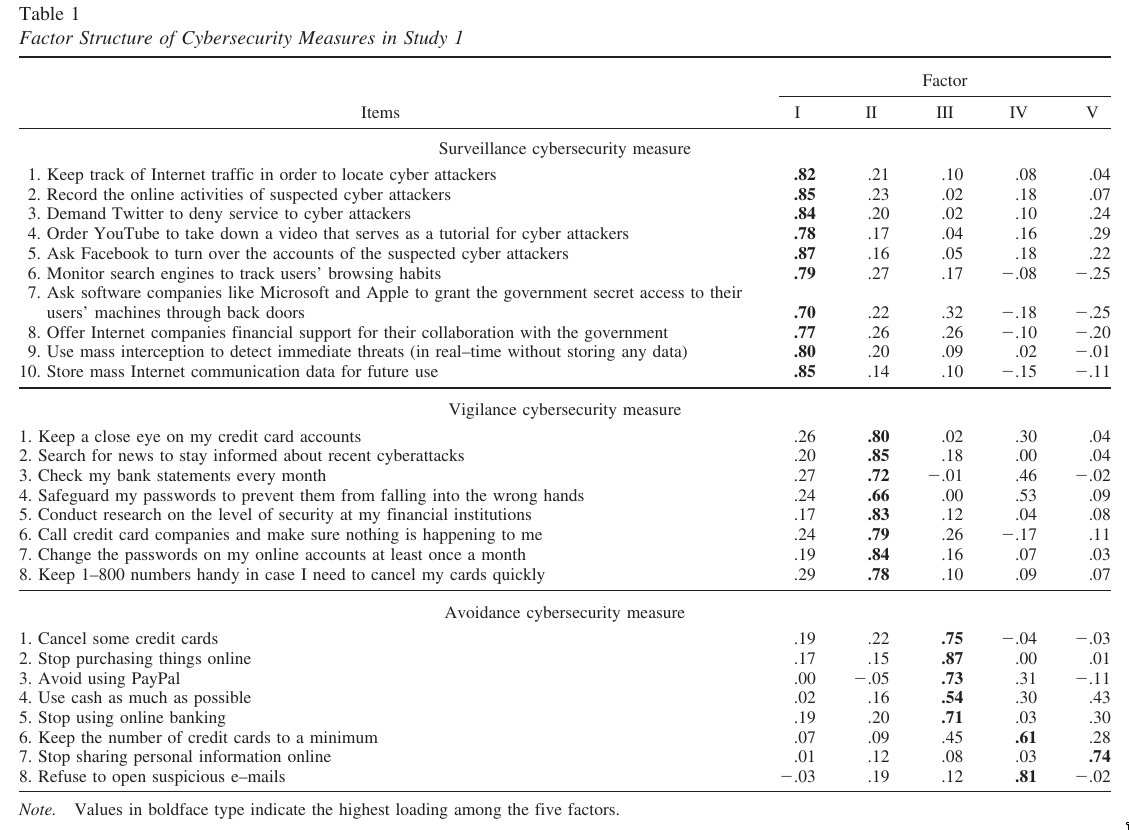 Table 1
Factor Structure of Cybersecurity Measures in Study 1
Factor
Items I II III IV V
Surveillance cybersecurity measure
1. Keep track of Internet traffic in order to locate cyber attackers .82 .21 .10 .08 .04
2. Record the online activities of suspected cyber attackers .85 .23 .02 .18 .07
3. Demand Twitter to deny service to cyber attackers .84 .20 .02 .10 .24
4. Order YouTube to take down a video that serves as a tutorial for cyber attackers .78 .17 .04 .16 .29
5. Ask Facebook to turn over the accounts of the suspected cyber attackers .87 .16 .05 .18 .22
6. Monitor search engines to track users’ browsing habits .79 .27 .17 −.08 −.25
7. Ask software companies like Microsoft and Apple to grant the government secret access to their
users’ machines through back doors .70 .22 .32 −.18 −.25
8. Offer Internet companies financial support for their collaboration with the government .77 .26 .26 −.10 −.20
9. Use mass interception to detect immediate threats (in real–time without storing any data) .80 .20 .09 .02 −.01
10. Store mass Internet communication data for future use .85 .14 .10 −.15 −.11
Vigilance cybersecurity measure
1. Keep a close eye on my credit card accounts .26 .80 .02 .30 .04
2. Search for news to stay informed about recent cyberattacks .20 .85 .18 .00 .04
3. Check my bank statements every month .27 .72 −.01 .46 −.02
4. Safeguard my passwords to prevent them from falling into the wrong hands .24 .66 .00 .53 .09
5. Conduct research on the level of security at my financial institutions .17 .83 .12 .04 .08
6. Call credit card companies and make sure nothing is happening to me .24 .79 .26 −.17 .11
7. Change the passwords on my online accounts at least once a month .19 .84 .16 .07 .03
8. Keep 1–800 numbers handy in case I need to cancel my cards quickly .29 .78 .10 .09 .07
Avoidance cybersecurity measure
1. Cancel some credit cards .19 .22 .75 −.04 −.03
2. Stop purchasing things online .17 .15 .87 .00 .01
3. Avoid using PayPal .00 −.05 .73 .31 −.11
4. Use cash as much as possible .02 .16 .54 .30 .43
5. Stop using online banking .19 .20 .71 .03 .30
6. Keep the number of credit cards to a minimum .07 .09 .45 .61 .28
7. Stop sharing personal information online .01 .12 .08 .03 .74
8. Refuse to open suspicious e–mails −.03 .19 .12 .81 −.02
Note. Values in boldface type indicate the highest loading among the five factors.